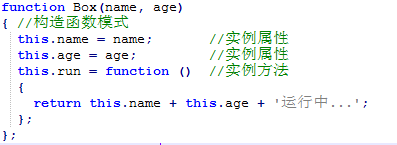 function Box(name, age)
{ //构造函数模式
this.name = name; //实例属性
this.age = age; //实例属性
this.run = function () //实例方法
{
return this.name + this.age + '运行中...';
};
};